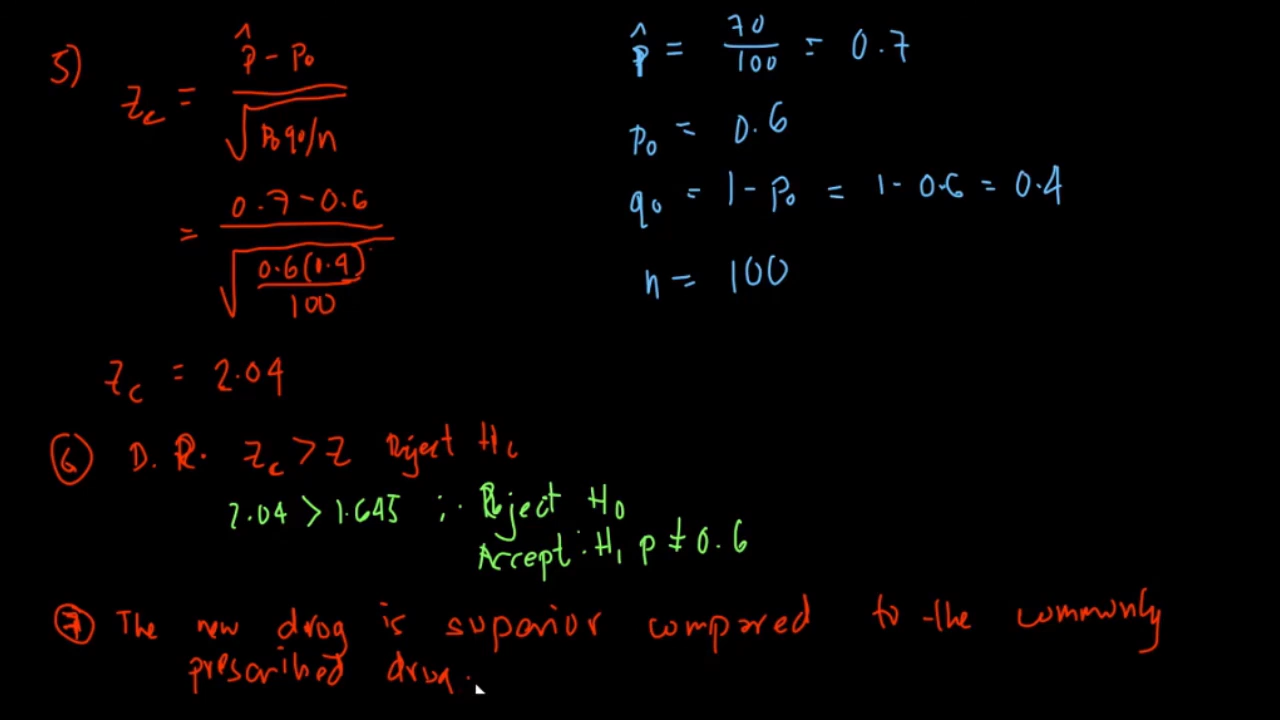 5) Zc = p̂ - p₀ / √p₀q₀/n
= 0.7 - 0.6 / √0.6(0.4)/100
Zc = 2.04
p̂ = 70/100 = 0.7
p₀ = 0.6
q₀ = 1 - p₀ = 1 - 0.6 = 0.4
n = 100
⑥ D.R. Zc > Z Reject H₀
2.04 > 1.645 ∴ Reject H₀
Accept: H₁ p ≠ 0.6
⑦ The new drug is superior compared to the commonly
prescribed drug.